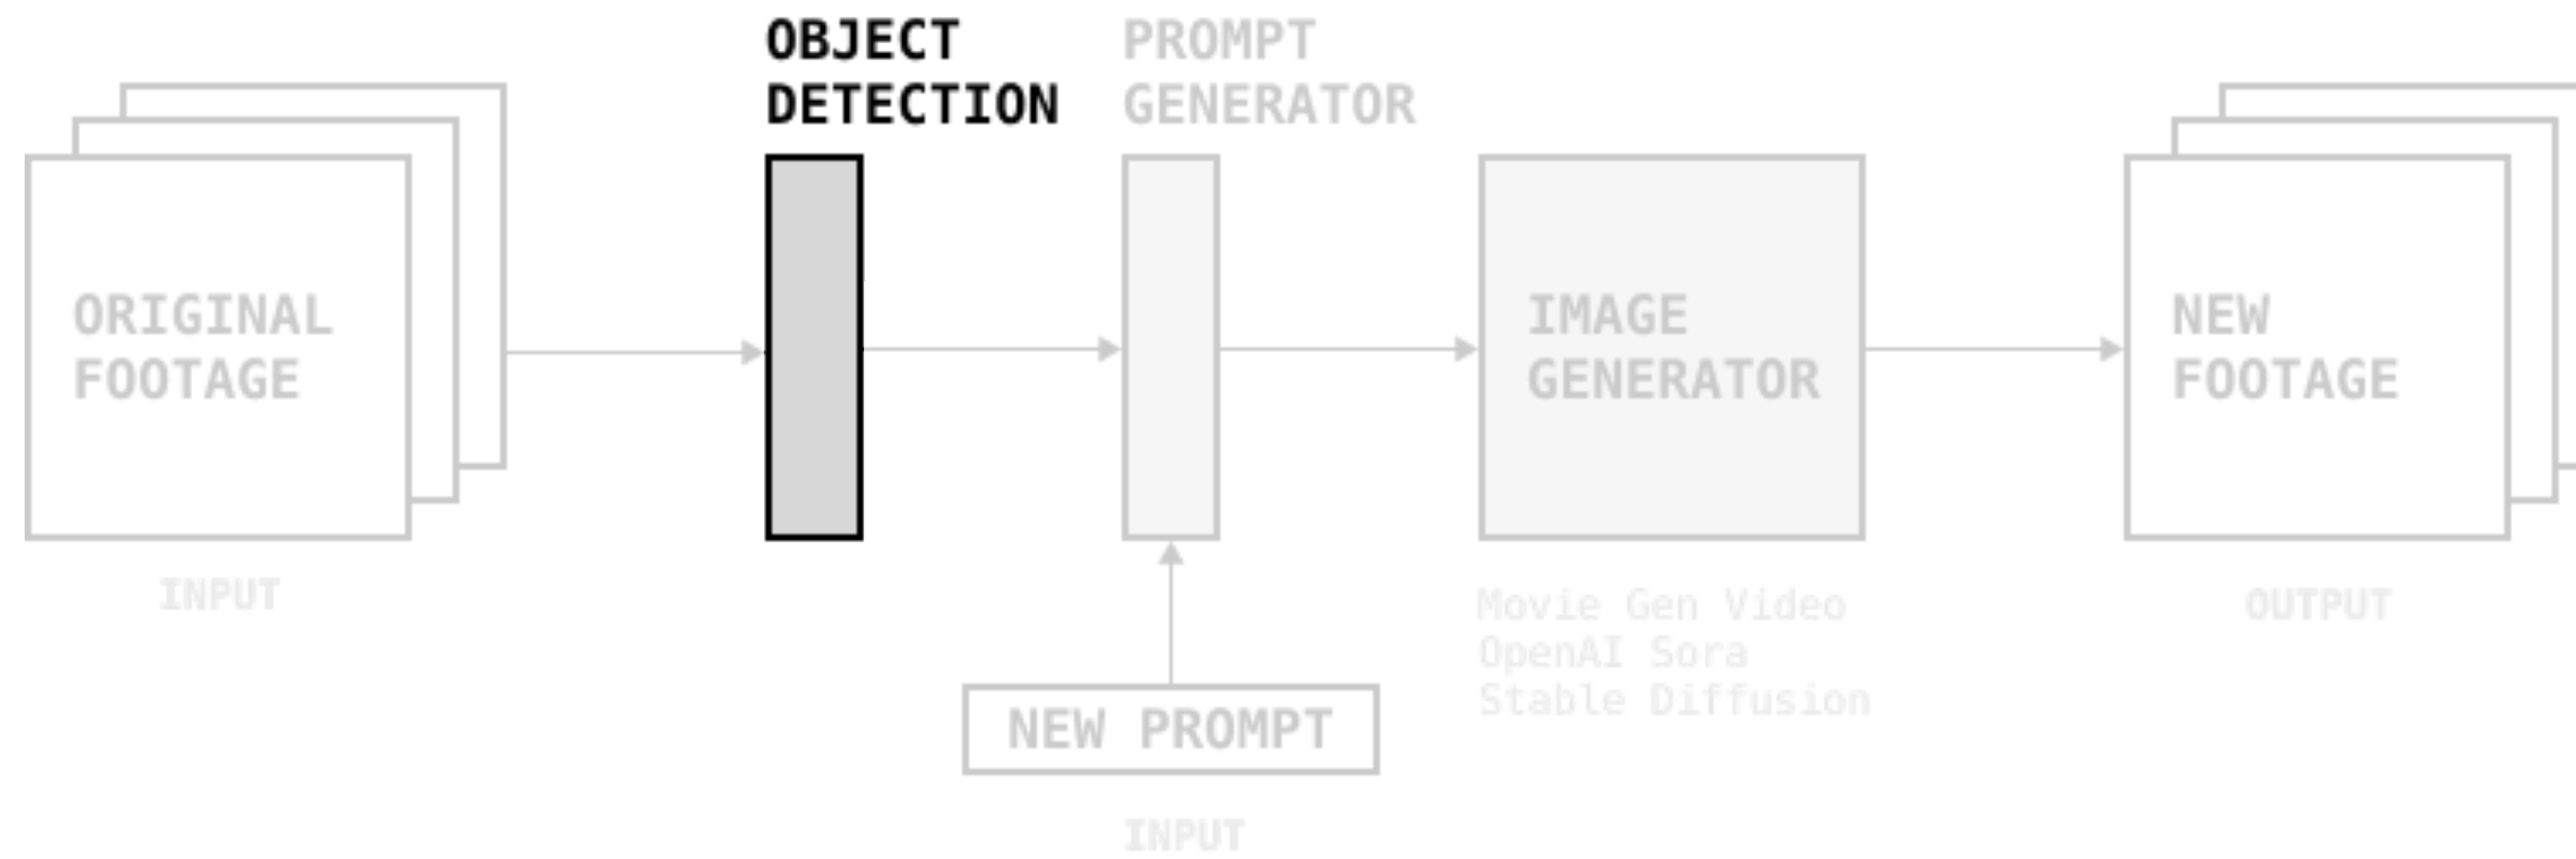 OBJECT
DETECTION
PROMPT
GENERATOR
ORIGINAL
FOOTAGE
IMAGE
GENERATOR
NEW
FOOTAGE
INPUT
Movie Gen Video
OpenAI Sora
Stable Diffusion
OUTPUT
NEW PROMPT
INPUT